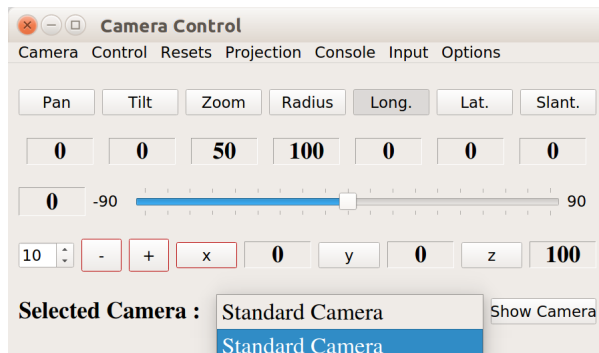 Camera Control
Camera Control Resets Projection Console Input Options
Pan Tilt Zoom Radius Long. Lat. Slant.
0 0 50 100 0 0 0
0 -90 90
10 - + x 0 y 0 z 100
Selected Camera : Standard Camera Show Camera
Standard Camera